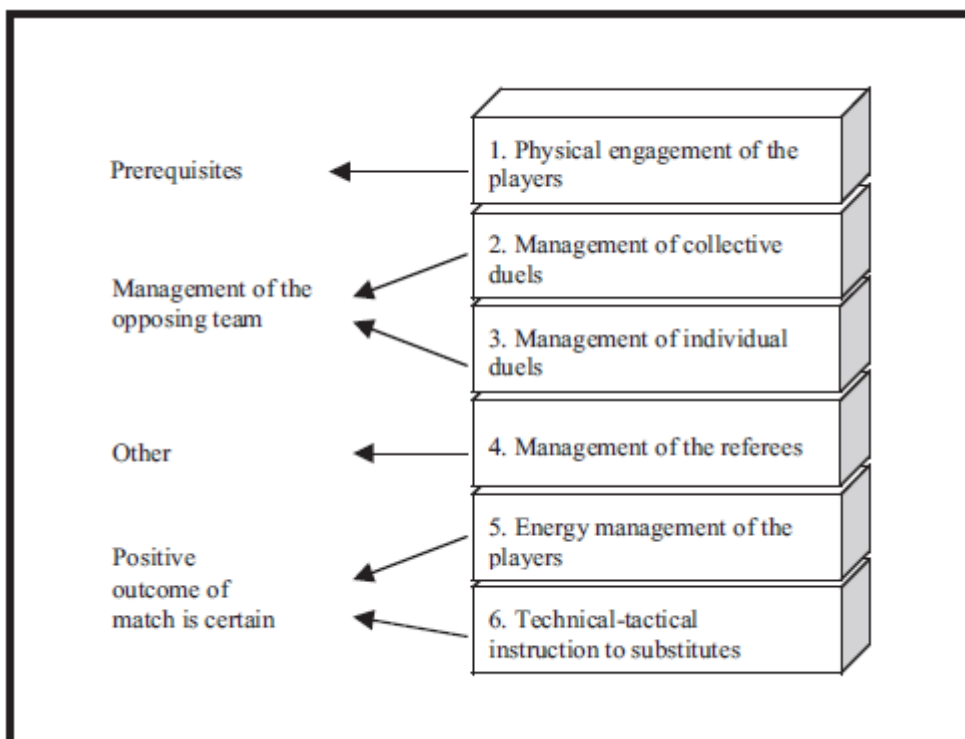 Prerequisites
1. Physical engagement of the
players
Management of the
opposing team
2. Management of collective
duels
3. Management of individual
duels
Other
4. Management of the referees
Positive
outcome of
match is certain
5. Energy management of the
players
6. Technical-tactical
instruction to substitutes